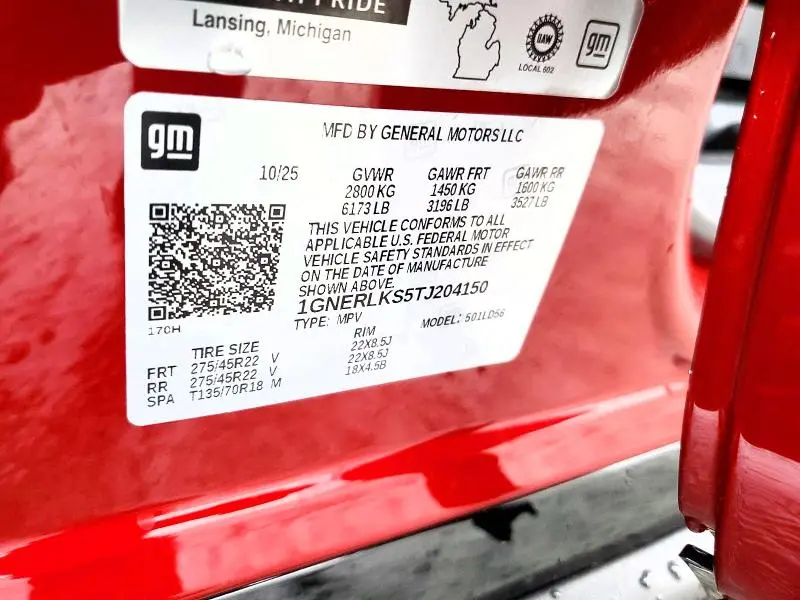 PRIDE
Lansing, Michigan
UAW
LOCAL 602
gm
gm
MFD BY GENERAL MOTORS LLC
10/25 GVWR GAWR FRT GAWR RR
2800 KG 1450 KG 1600 KG
6173 LB 3196 LB 3527 LB
THIS VEHICLE CONFORMS TO ALL
APPLICABLE U.S. FEDERAL MOTOR
VEHICLE SAFETY STANDARDS IN EFFECT
ON THE DATE OF MANUFACTURE
SHOWN ABOVE.
1GNERLKS5TJ204150
TYPE: MPV MODEL: 501LD56
170H
TIRE SIZE RIM
FRT 275/45R22 V 22X8.5J
RR 275/45R22 V 22X8.5J
SPA T135/70R18 M 18X4.5B